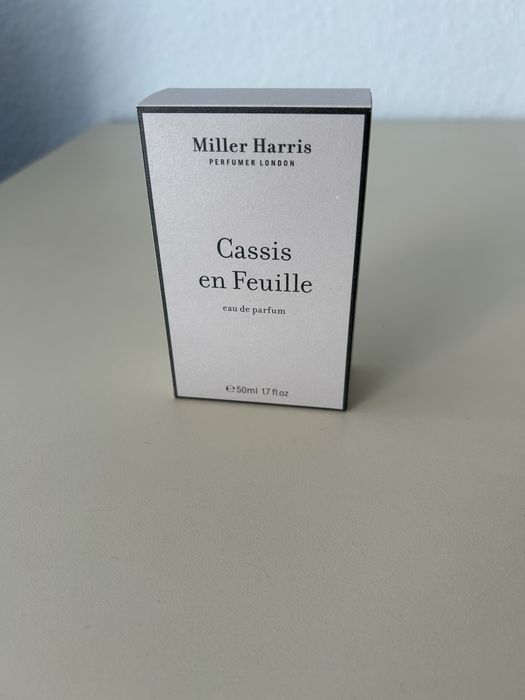 Miller Harris
PERFUMER LONDON
Cassis
en Feuille
eau de parfum
℮50ml 1.7 fl.oz